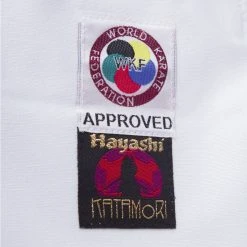 WORLD KARATE
FEDERATION
WKF
APPROVED
Hayashi
KATAMORI